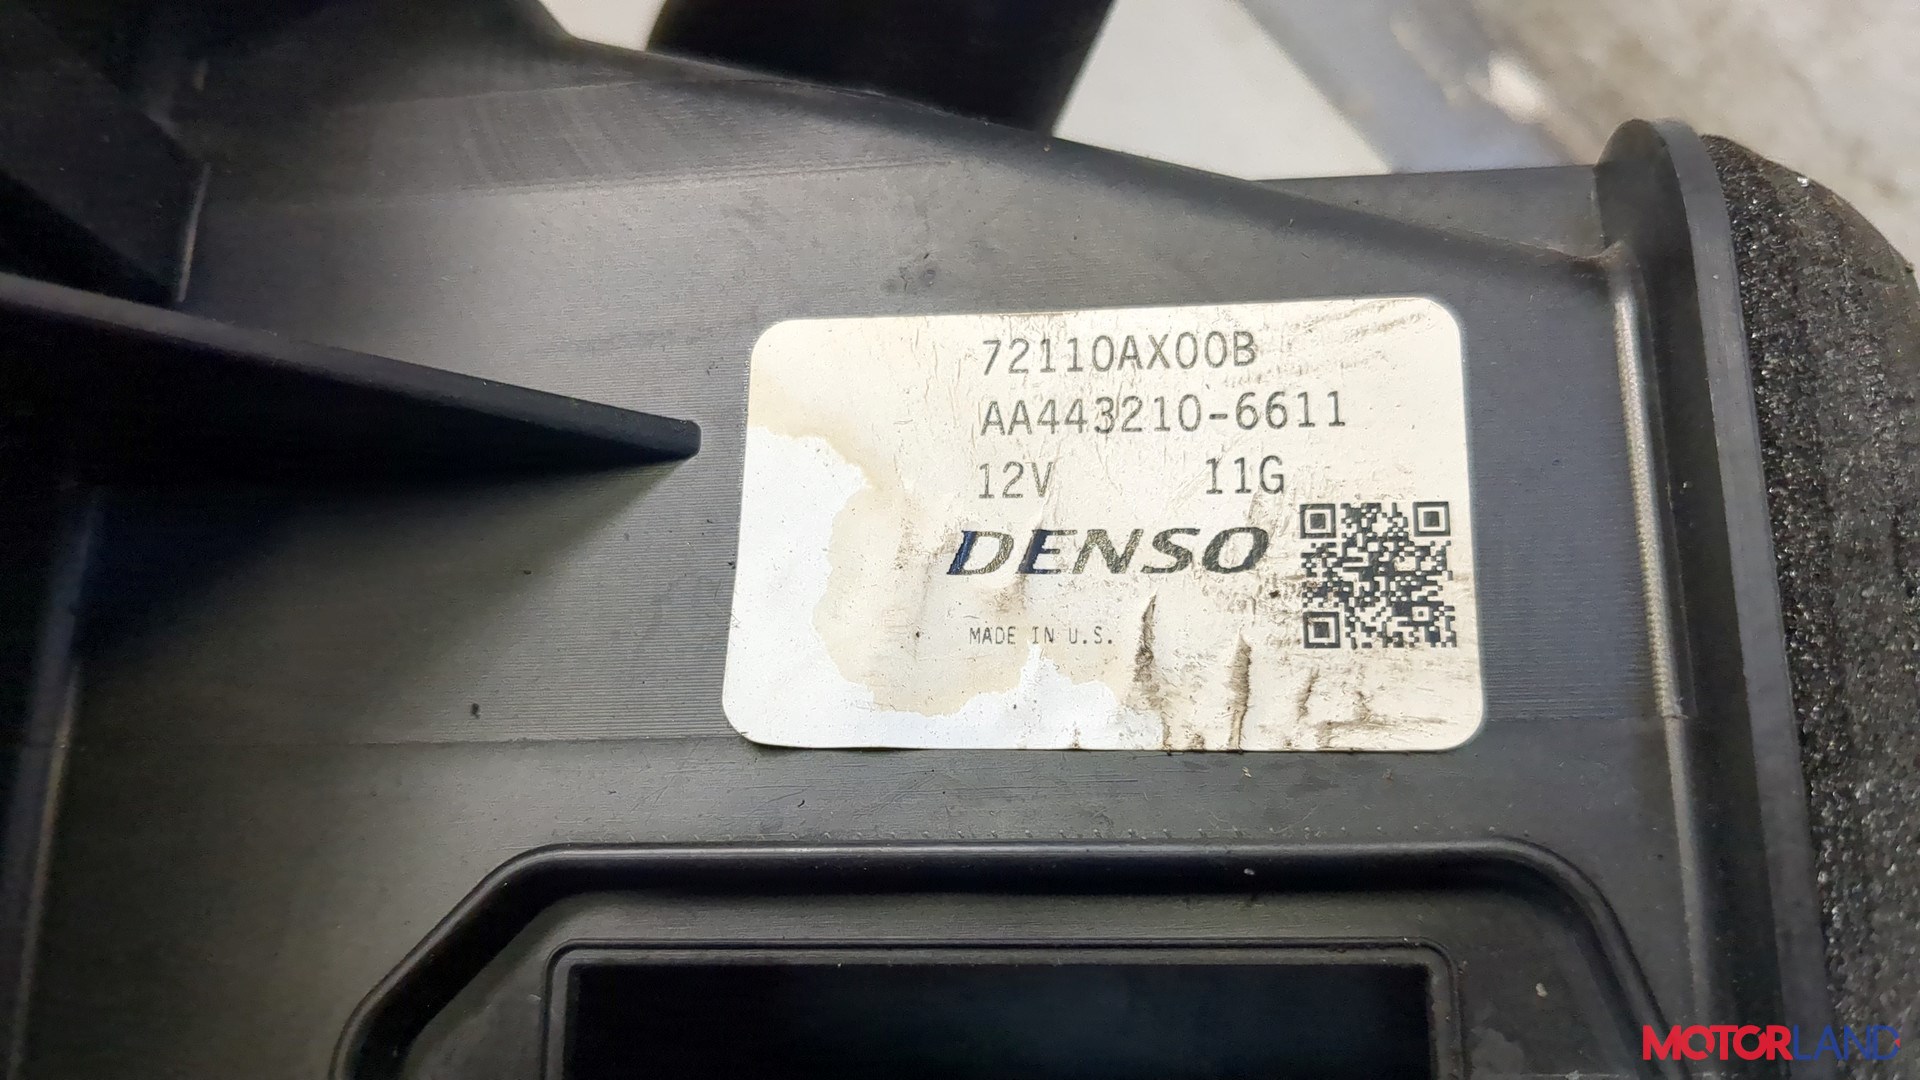 72110AX00B
AA443210-6611
12V 11G
DENSO
MADE IN U.S.
MOTORLAND